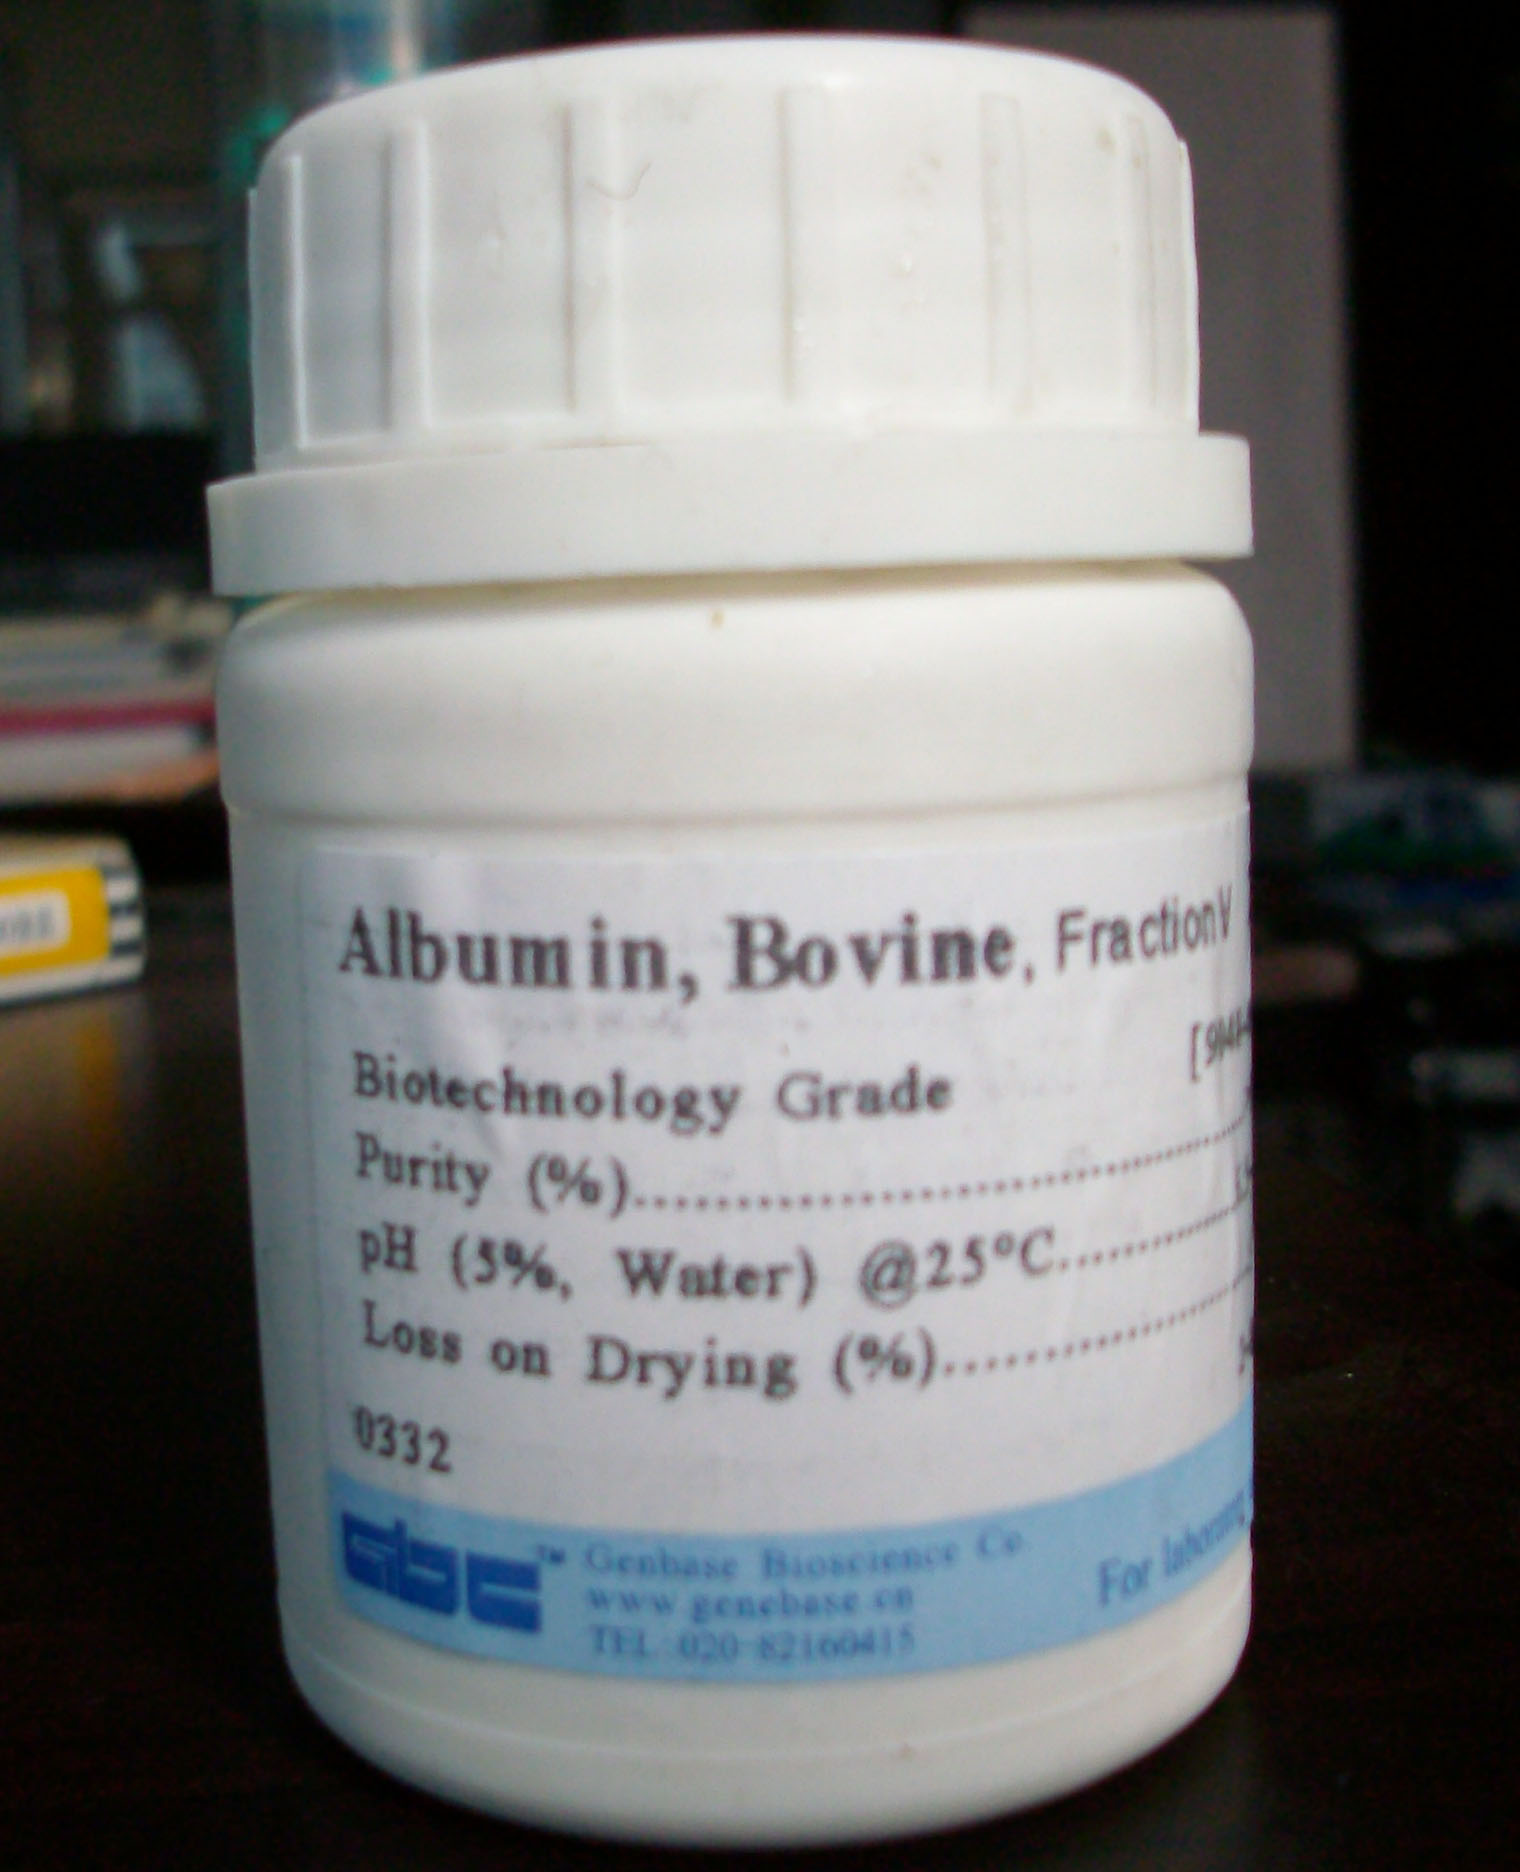 Albumin, Bovine, FractionV
Biotechnology Grade
Purity (%)........................................
pH (5%, Water) @25°C.............
Loss on Drying (%)......................
0332
gbc™ Genbase Bioscience Co.
www.genebase.cn
TEL:020-82160415
For